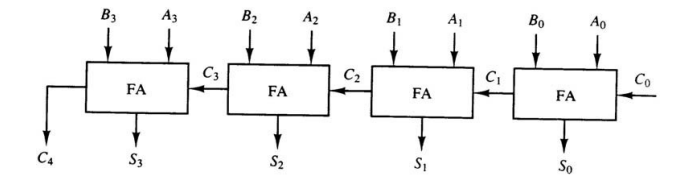 B₃ A₃ B₂ A₂ B₁ A₁ B₀ A₀
FA C₃ FA C₂ FA C₁ FA C₀
C₄ S₃ S₂ S₁ S₀